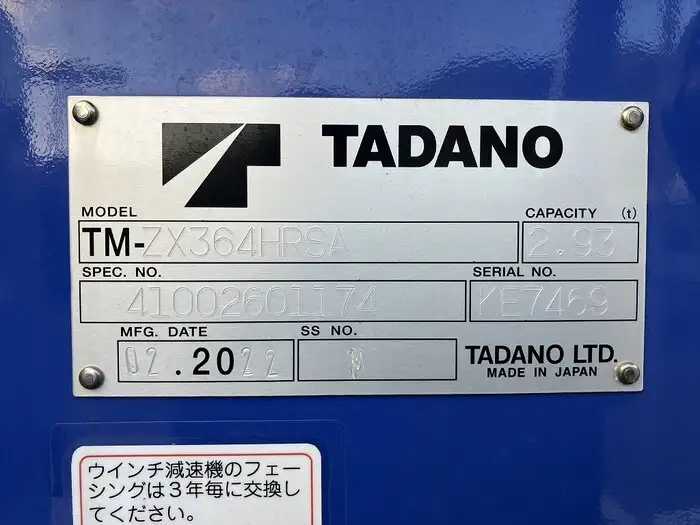 TADANO
MODEL
CAPACITY (t)
TM-ZX364HRSA
2.93
SPEC. NO.
SERIAL NO.
41002601174
KE7469
MFG. DATE
SS NO.
02.2022
N
TADANO LTD.
MADE IN JAPAN
ウインチ減速機のフェー
シングは3年毎に交換し
てください。